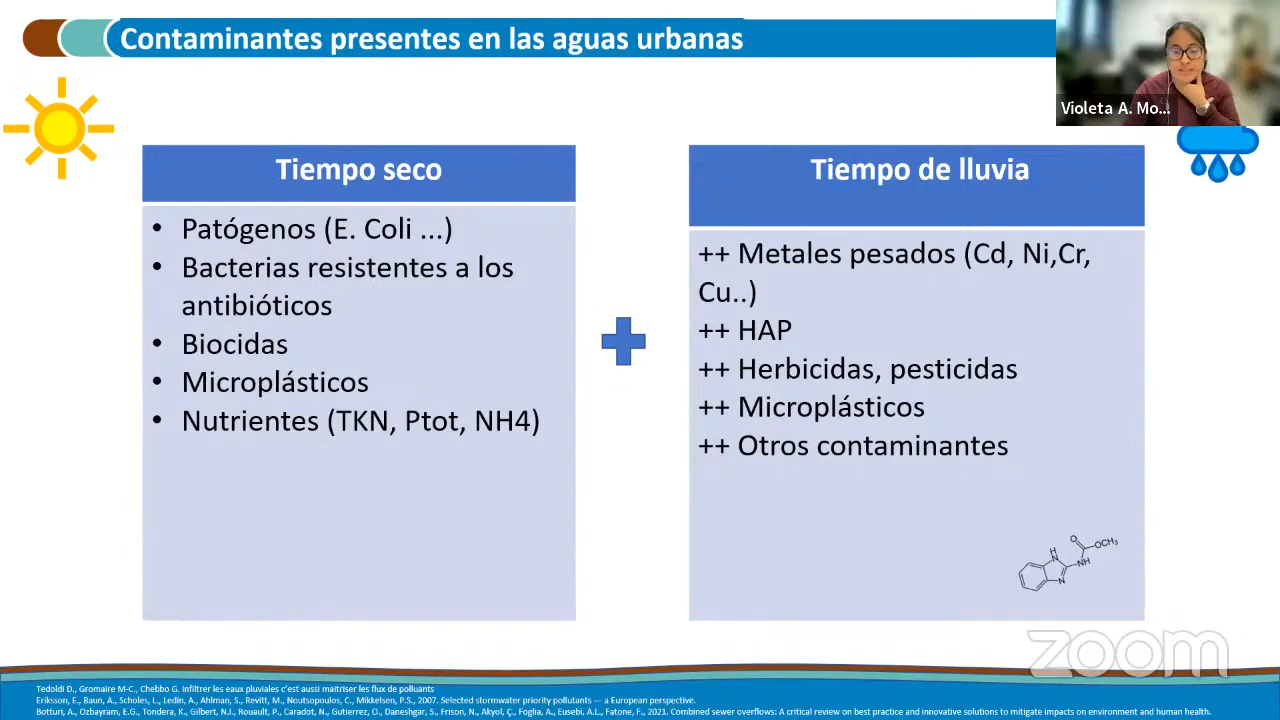 Contaminantes presentes en las aguas urbanas
Violeta A. Mo...
Tiempo seco
• Patógenos (E. Coli ...)
• Bacterias resistentes a los
antibióticos
• Biocidas
• Microplásticos
• Nutrientes (TKN, Ptot, NH4)
Tiempo de lluvia
++ Metales pesados (Cd, Ni,Cr,
Cu..)
++ HAP
++ Herbicidas, pesticidas
++ Microplásticos
++ Otros contaminantes
O
OCH₃
H
N
NH
N
zoom
Tedoldi D., Gromaire M-C., Chebbo G. Infiltrer les eaux pluviales c'est aussi maitriser les flux de polluants
Eriksson, E., Baun, A., Scholes, L., Ledin, A., Ahlman, S., Revitt, M., Noutsopoulos, C., Mikkelsen, P.S., 2007. Selected stormwater priority pollutants — a European perspective.
Botturi, A., Ozbayram, E.G., Tondera, K., Gilbert, N.I., Rouault, P., Caradot, N., Gutierrez, O., Daneshgar, S., Frison, N., Akyol, Ç., Foglia, A., Eusebi, A.L., Fatone, F., 2021. Combined sewer overflows: A critical review on best practice and innovative solutions to mitigate impacts on environment and human health.